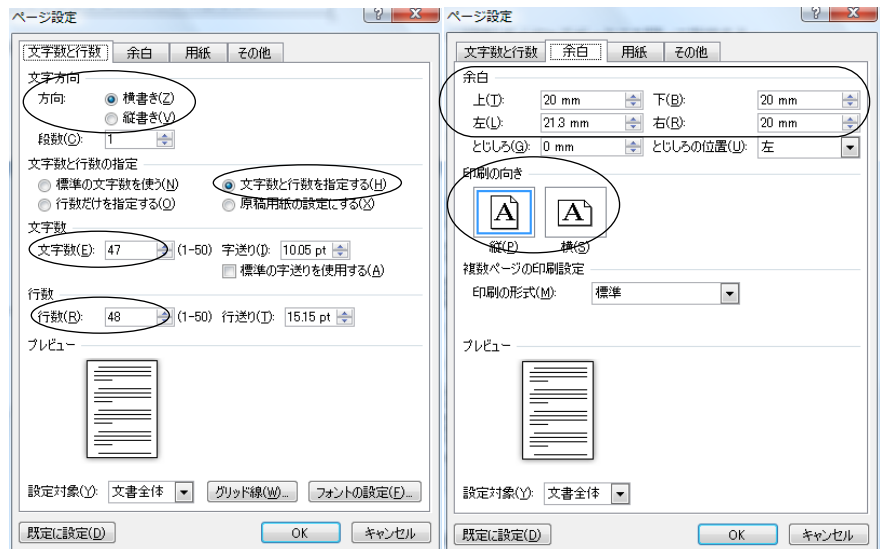 ページ設定
文字数と行数 余白 用紙 その他
文字方向
方向: 横書き(Z)
縦書き(V)
段数(C): 1
文字数と行数の指定
標準の文字数を使う(N) 文字数と行数を指定する(H)
行数だけを指定する(O) 原稿用紙の設定にする(X)
文字数
文字数(E): 47 (1-50) 字送り(I): 10.05 pt
標準の字送りを使用する(A)
行数
行数(R): 48 (1-50) 行送り(T): 15.15 pt
プレビュー
設定対象(Y): 文書全体 グリッド線(W)... フォントの設定(F)...
既定に設定(D) OK キャンセル
ページ設定
文字数と行数 余白 用紙 その他
余白
上(T): 20 mm 下(B): 20 mm
左(L): 21.3 mm 右(R): 20 mm
とじしろ(G): 0 mm とじしろの位置(U): 左
印刷の向き
A A
縦(P) 横(S)
複数ページの印刷設定
印刷の形式(M): 標準
プレビュー
設定対象(Y): 文書全体
既定に設定(D) OK キャンセル